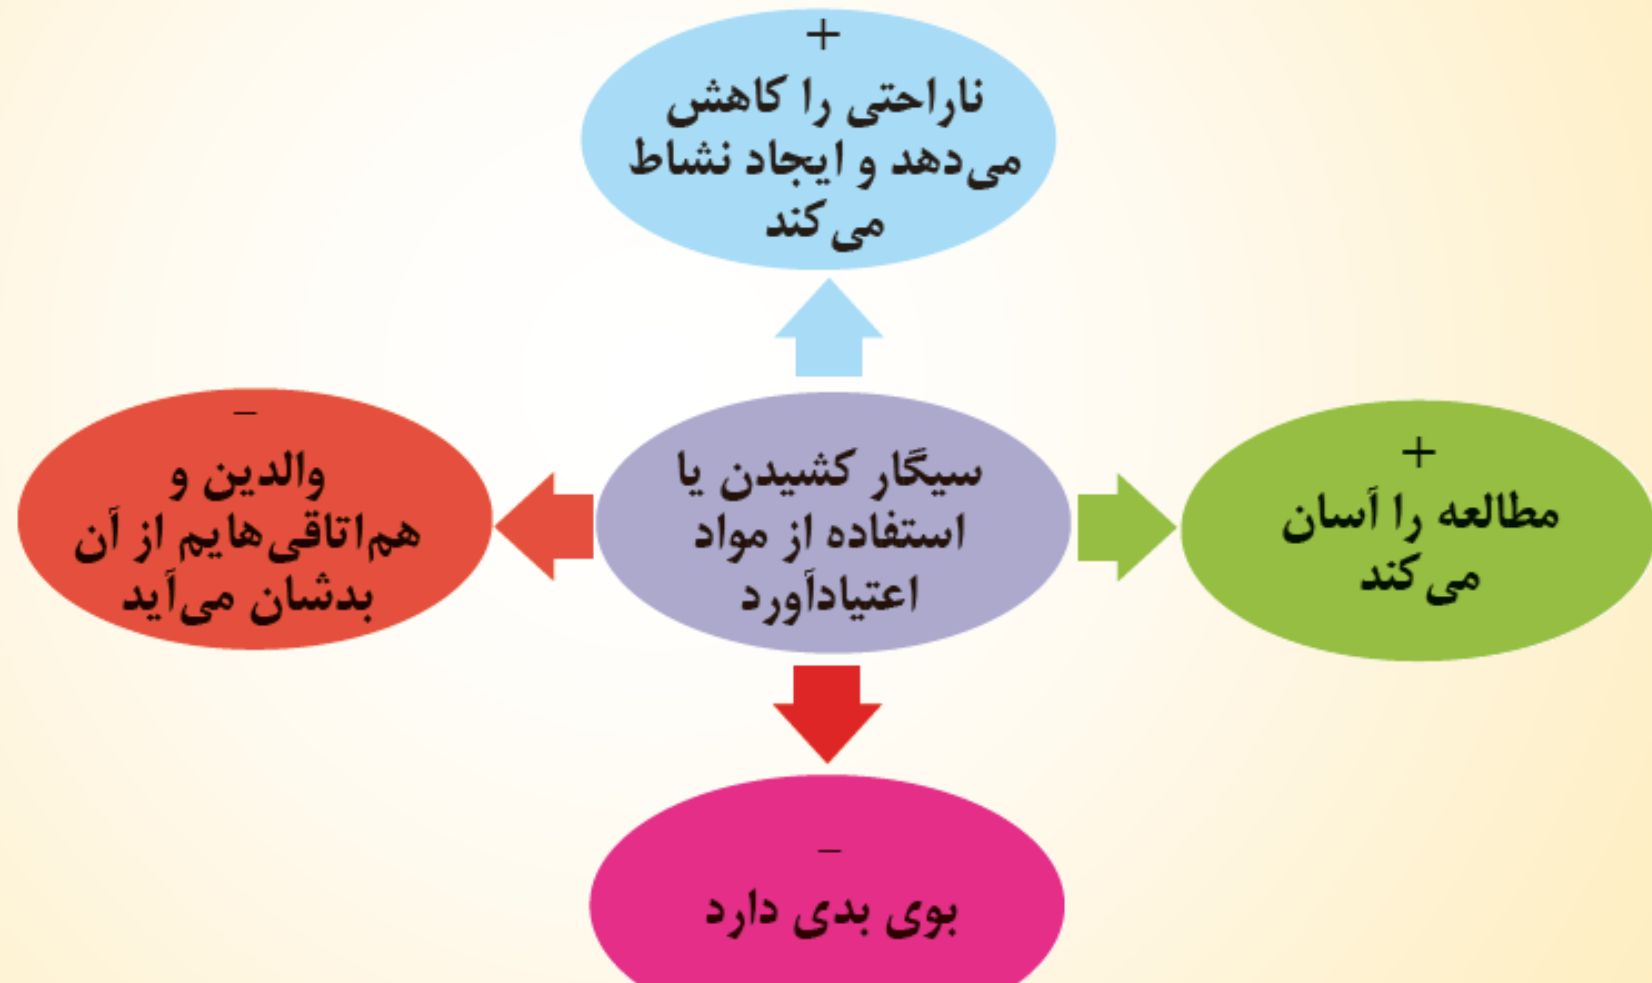 +
ناراحتی را کاهش
می‌دهد و ایجاد نشاط
می‌کند
+
مطالعه را آسان
می‌کند
سیگار کشیدن یا
استفاده از مواد
اعتیادآورد
–
والدین و
هم‌اتاقی‌هایم از آن
بدشان می‌آید
–
بوی بدی دارد